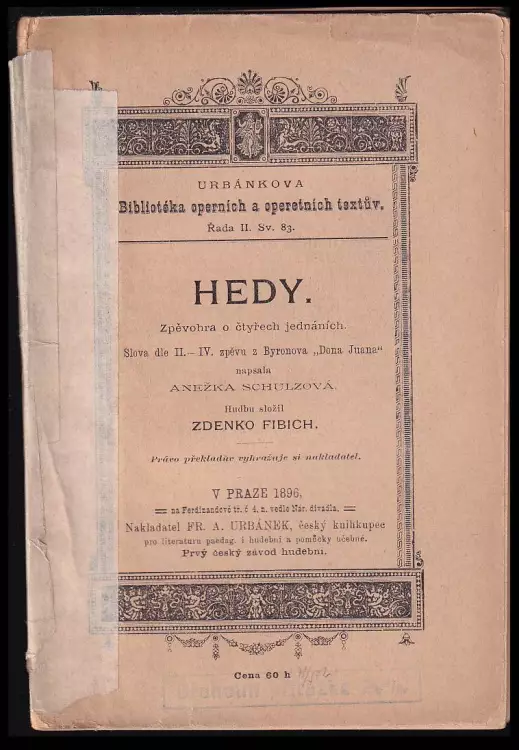 URBÁNKOVA
Bibliotéka operních a operetních textův.
Řada II. Sv. 83.
HEDY.
Zpěvohra o čtyřech jednáních.
Slova dle II.—IV. zpěvu z Byronova „Dona Juana“
napsala
ANEŽKA SCHULZOVÁ.
Hudbu složil
ZDENKO FIBICH.
Právo překladův vyhražuje si nakladatel.
V PRAZE 1896.
na Ferdinandově tř. č 4. n. vedle Nár. divadla.
Nakladatel FR. A. URBÁNEK, český knihkupec
pro literaturu paedag. i hudební a pomůcky učebné.
Prvý český závod hudební.
Cena 60 h